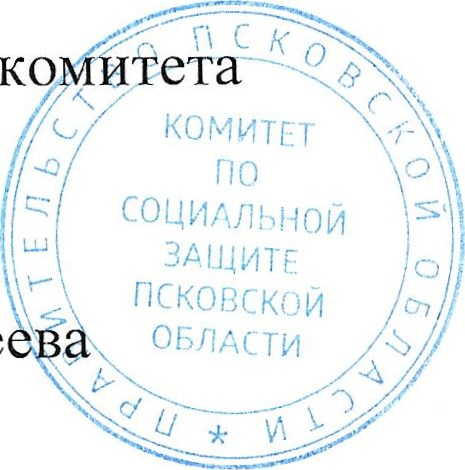 комитета
ПРАВИТЕЛЬСТВО ПСКОВСКОЙ ОБЛАСТИ *
КОМИТЕТ
ПО
СОЦИАЛЬНОЙ
ЗАЩИТЕ
ПСКОВСКОЙ
ОБЛАСТИ
еева